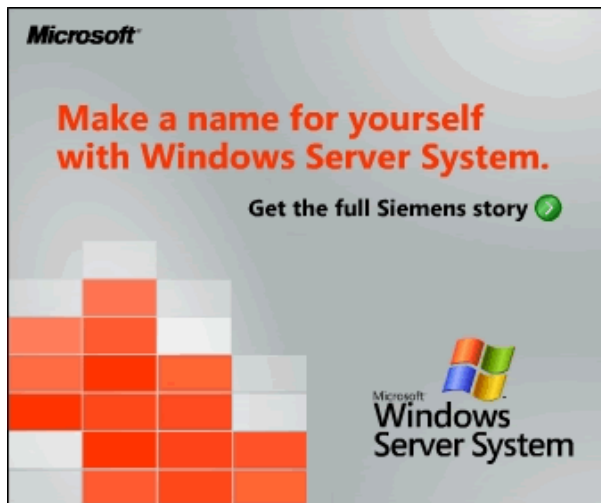 Microsoft
Make a name for yourself
with Windows Server System.
Get the full Siemens story
Microsoft
Windows
Server System